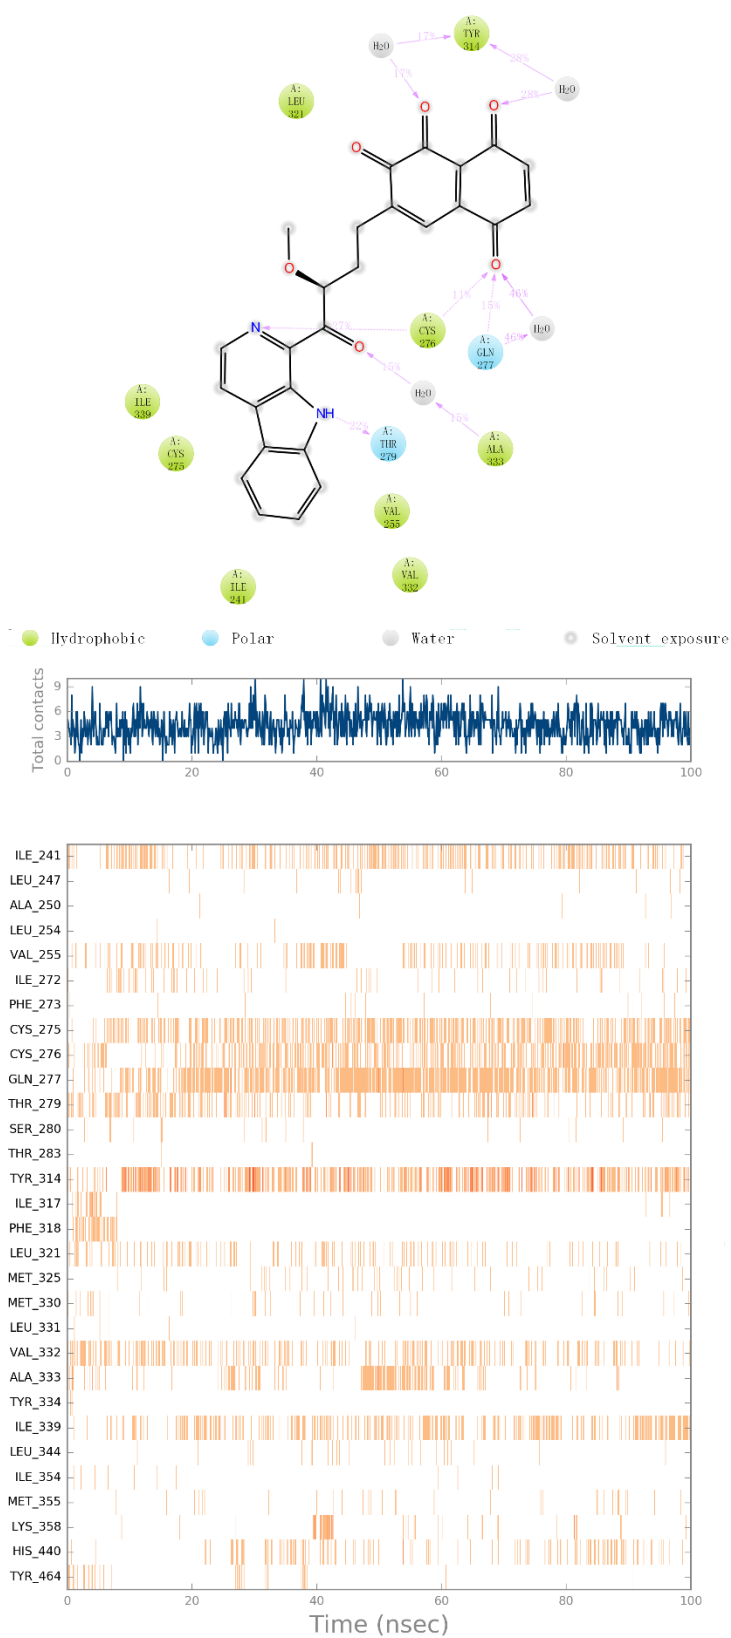 H2O
17%
A:
TYR
314
17%
28%
28%
H2O
A:
LEU
321
O
O
O
O
O
11%
15%
46%
46%
H2O
N
27%
A:
CYS
276
A:
GLN
277
O
15%
H2O
15%
A:
ILE
339
NH
22%
A:
THR
279
A:
ALA
333
A:
CYS
275
A:
VAL
255
A:
VAL
332
A:
ILE
241
Hydrophobic Polar Water Solvent exposure
Total contacts
9
6
3
0
0 20 40 60 80 100
ILE_241
LEU_247
ALA_250
LEU_254
VAL_255
ILE_272
PHE_273
CYS_275
CYS_276
GLN_277
THR_279
SER_280
THR_283
TYR_314
ILE_317
PHE_318
LEU_321
MET_325
MET_330
LEU_331
VAL_332
ALA_333
TYR_334
ILE_339
LEU_344
ILE_354
MET_355
LYS_358
HIS_440
TYR_464
0 20 40 60 80 100
Time (nsec)